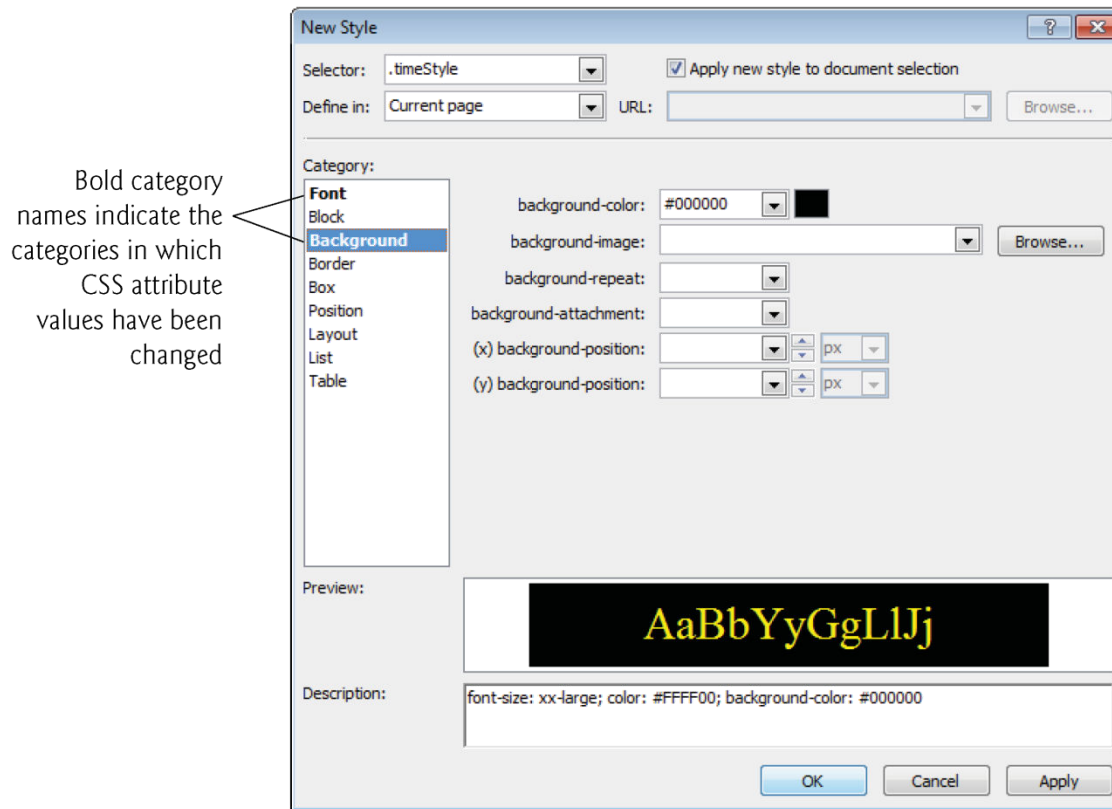 New Style
Selector: .timeStyle Apply new style to document selection
Define in: Current page URL: Browse...
Category:
Bold category
names indicate the
categories in which
CSS attribute
values have been
changed
Font
Block
Background
Border
Box
Position
Layout
List
Table
background-color: #000000
background-image: Browse...
background-repeat:
background-attachment:
(x) background-position: px
(y) background-position: px
Preview:
AaBbYyGgLlJj
Description:
font-size: xx-large; color: #FFFF00; background-color: #000000
OK Cancel Apply